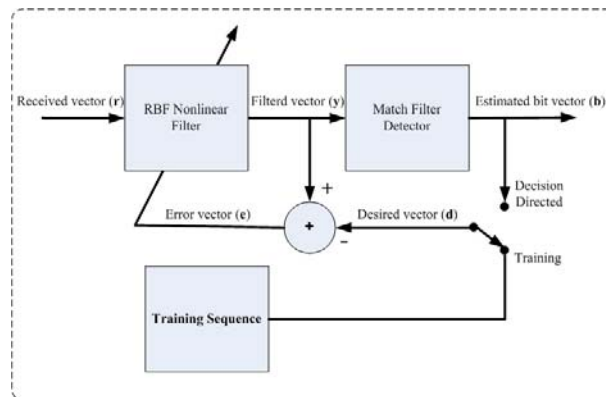 Received vector (r)
RBF Nonlinear
Filter
Filterd vector (y)
Match Filter
Detector
Estimated bit vector (b)
+
Decision
Directed
Error vector (e)
+
Desired vector (d)
−
Training
Training Sequence